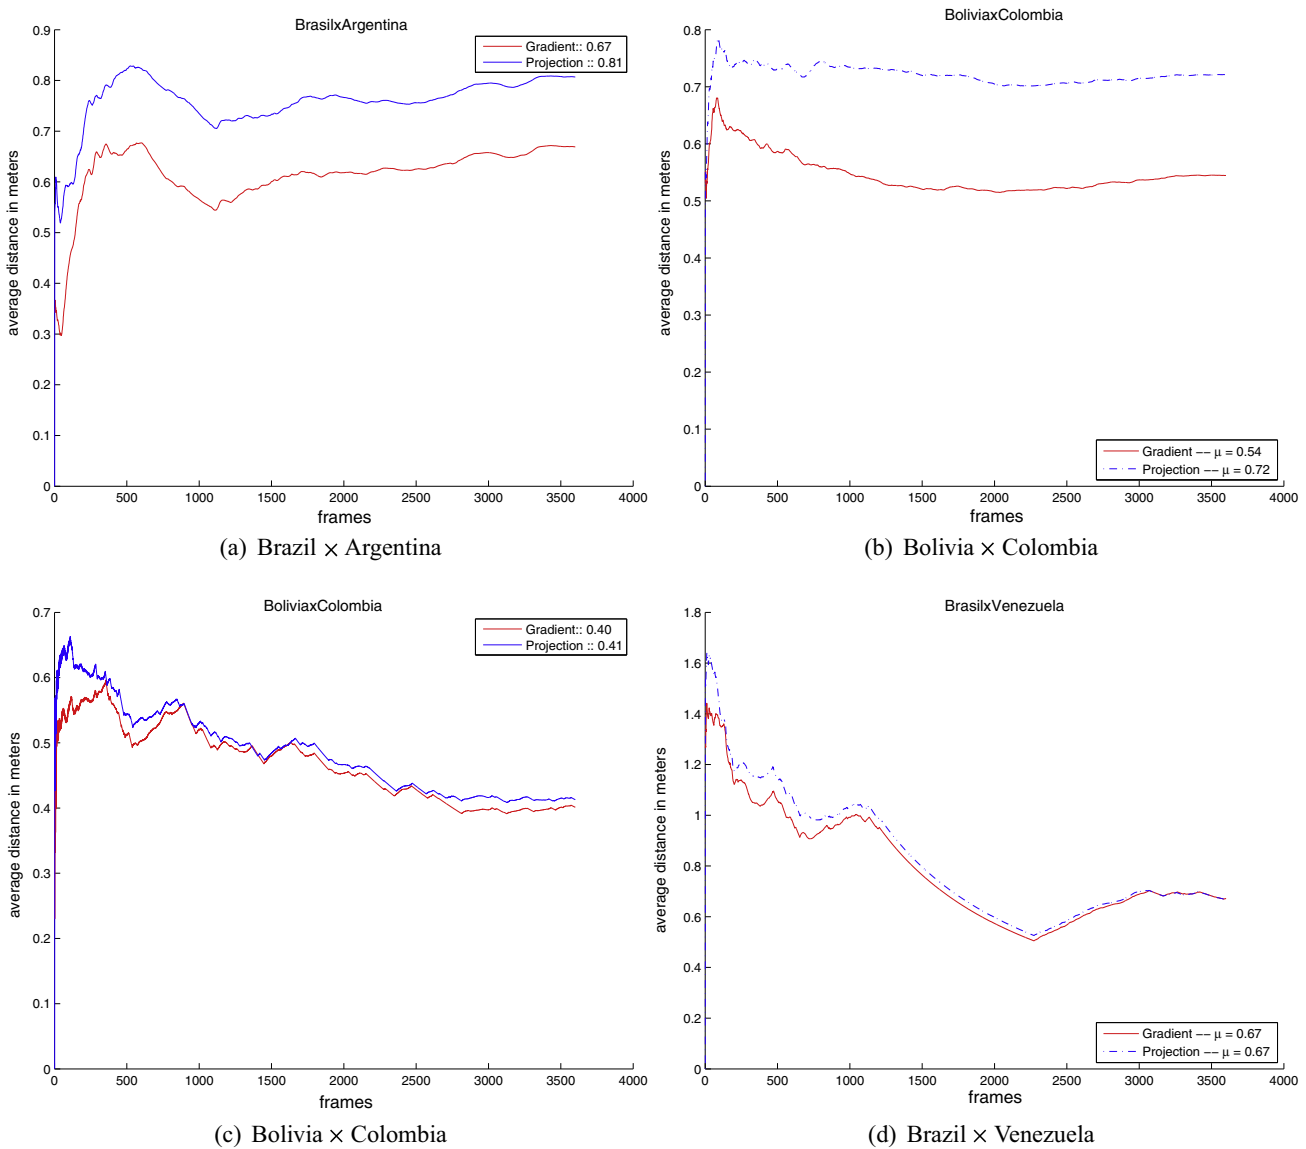 BrasilxArgentina
0.9
0.8
0.7
0.6
0.5
0.4
0.3
0.2
0.1
0
average distance in meters
Gradient:: 0.67
Projection :: 0.81
0 500 1000 1500 2000 2500 3000 3500 4000
frames
(a) Brazil × Argentina
BoliviaxColombia
0.8
0.7
0.6
0.5
0.4
0.3
0.2
0.1
0
average distance in meters
Gradient −− μ = 0.54
Projection −− μ = 0.72
0 500 1000 1500 2000 2500 3000 3500 4000
frames
(b) Bolivia × Colombia
BoliviaxColombia
0.7
0.6
0.5
0.4
0.3
0.2
0.1
0
average distance in meters
Gradient:: 0.40
Projection :: 0.41
0 500 1000 1500 2000 2500 3000 3500 4000
frames
(c) Bolivia × Colombia
BrasilxVenezuela
1.8
1.6
1.4
1.2
1
0.8
0.6
0.4
0.2
0
average distance in meters
Gradient −− μ = 0.67
Projection −− μ = 0.67
0 500 1000 1500 2000 2500 3000 3500 4000
frames
(d) Brazil × Venezuela